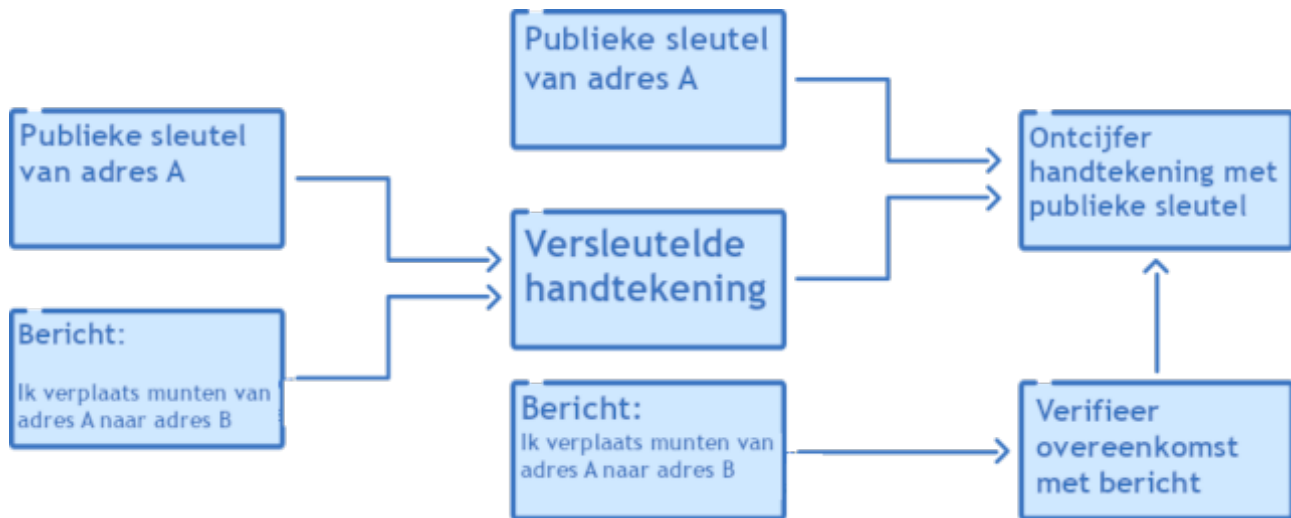 Publieke sleutel
van adres A
Bericht:
Ik verplaats munten van
adres A naar adres B
Publieke sleutel
van adres A
Versleutelde
handtekening
Bericht:
Ik verplaats munten van
adres A naar adres B
Ontcijfer
handtekening met
publieke sleutel
Verifieer
overeenkomst
met bericht